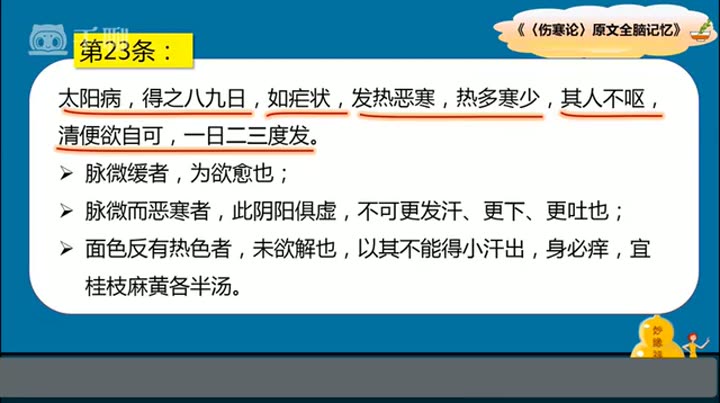 千聊
《〈伤寒论〉原文全脑记忆》
第23条：
太阳病，得之八九日，如疟状，发热恶寒，热多寒少，其人不呕，
清便欲自可，一日二三度发。
➢ 脉微缓者，为欲愈也；
➢ 脉微而恶寒者，此阴阳俱虚，不可更发汗、更下、更吐也；
➢ 面色反有热色者，未欲解也，以其不能得小汗出，身必痒，宜
桂枝麻黄各半汤。
妙
缘